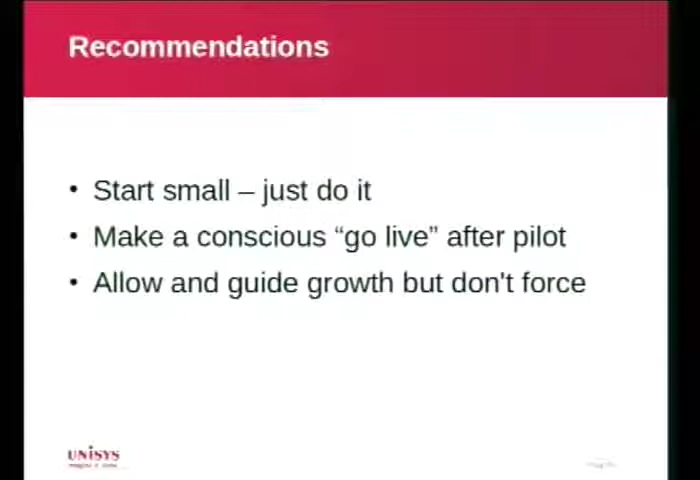 Recommendations
• Start small – just do it
• Make a conscious “go live” after pilot
• Allow and guide growth but don't force
UNiSYS